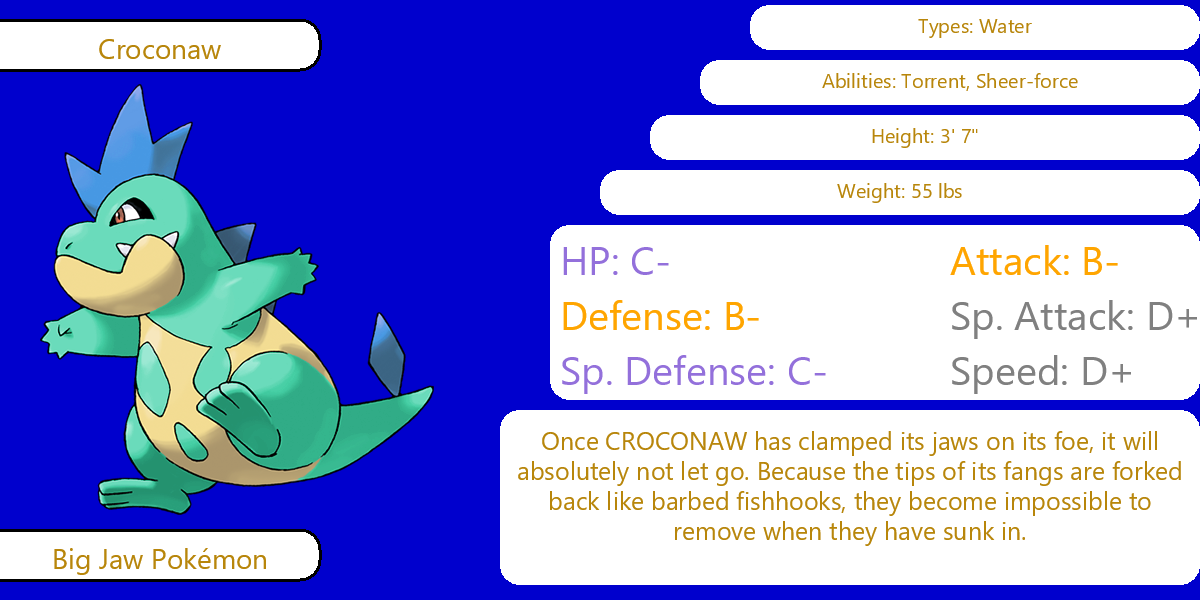 Croconaw
Types: Water
Abilities: Torrent, Sheer-force
Height: 3' 7"
Weight: 55 lbs
HP: C-
Attack: B-
Defense: B-
Sp. Attack: D+
Sp. Defense: C-
Speed: D+
Once CROCONAW has clamped its jaws on its foe, it will
absolutely not let go. Because the tips of its fangs are forked
back like barbed fishhooks, they become impossible to
remove when they have sunk in.
Big Jaw Pokémon